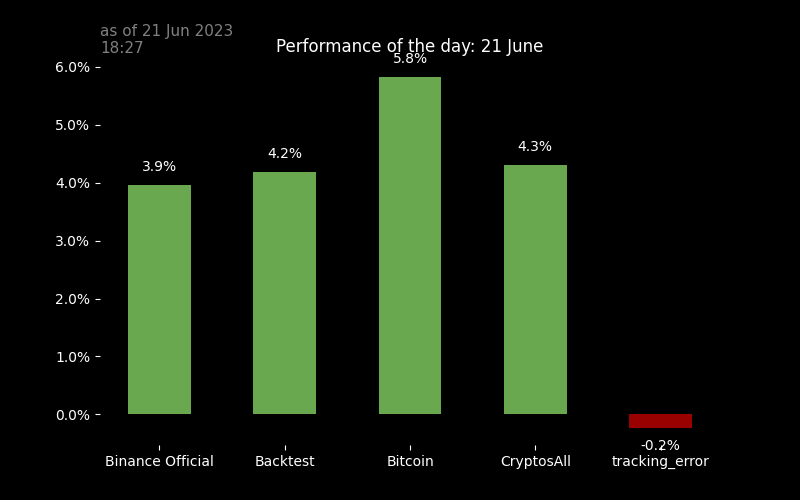 as of 21 Jun 2023
18:27
Performance of the day: 21 June
6.0%
5.0%
4.0%
3.0%
2.0%
1.0%
0.0%
3.9%
4.2%
5.8%
4.3%
-0.2%
Binance Official
Backtest
Bitcoin
CryptosAll
tracking_error